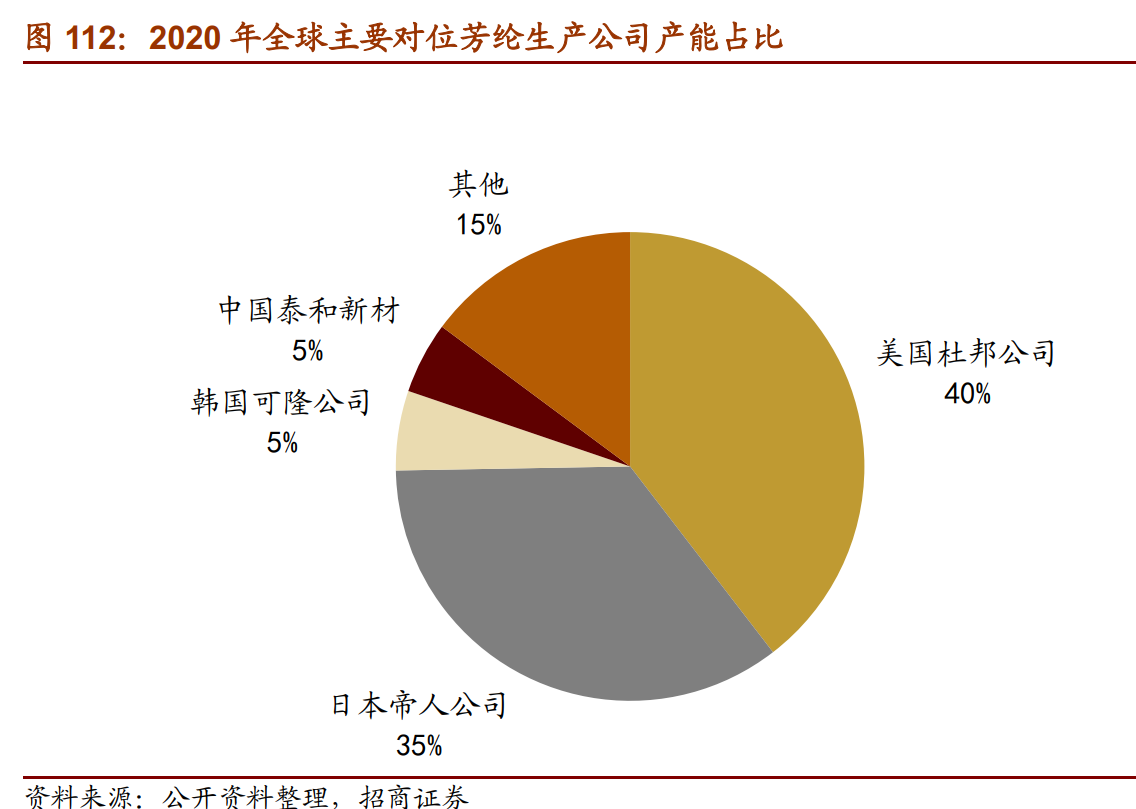 图 112：2020 年全球主要对位芳纶生产公司产能占比
其他
15%
中国泰和新材
5%
美国杜邦公司
40%
韩国可隆公司
5%
日本帝人公司
35%
资料来源：公开资料整理，招商证券